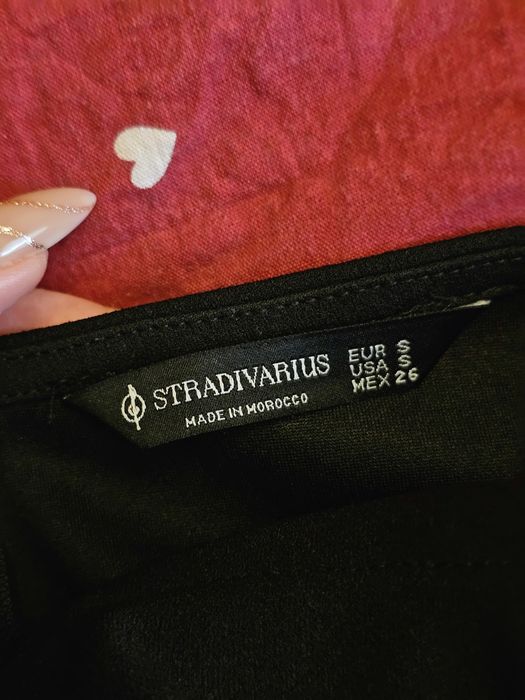 STRADIVARIUS
MADE IN MOROCCO
EUR S
USA S
MEX 26